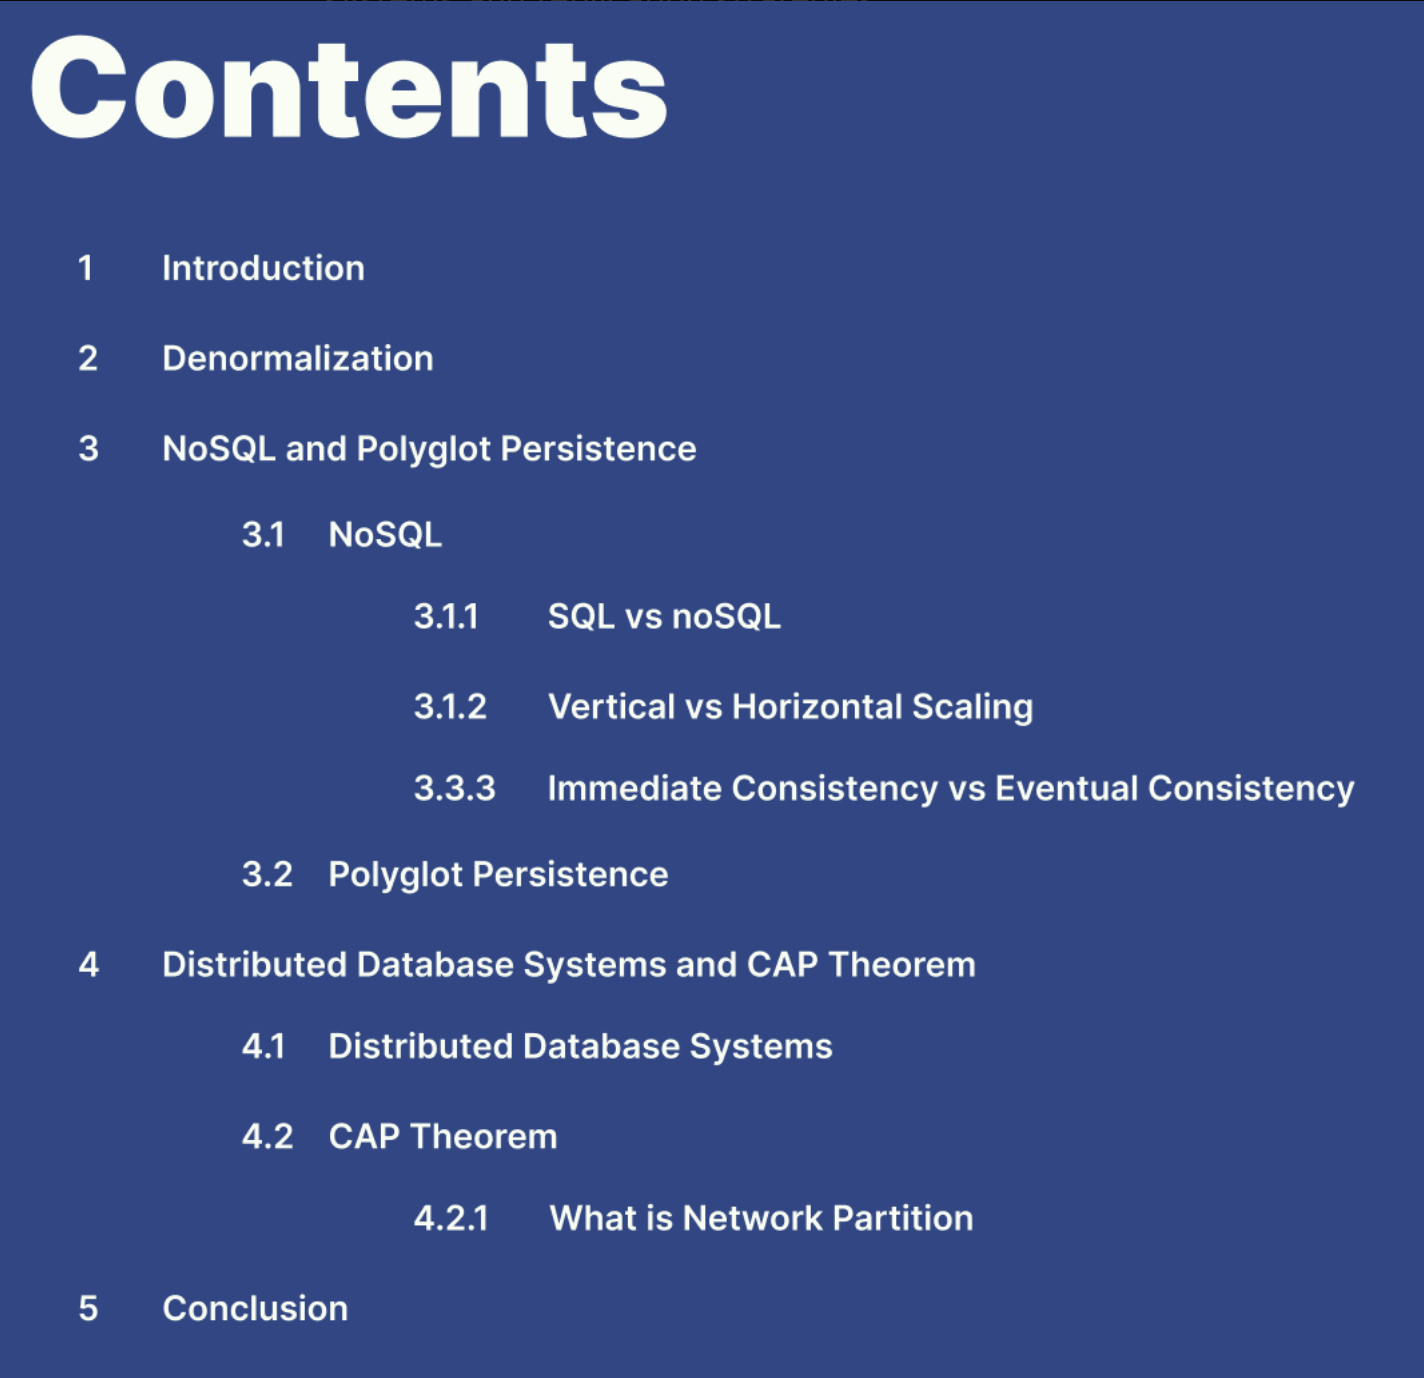 Contents
1 Introduction
2 Denormalization
3 NoSQL and Polyglot Persistence
3.1 NoSQL
3.1.1 SQL vs noSQL
3.1.2 Vertical vs Horizontal Scaling
3.3.3 Immediate Consistency vs Eventual Consistency
3.2 Polyglot Persistence
4 Distributed Database Systems and CAP Theorem
4.1 Distributed Database Systems
4.2 CAP Theorem
4.2.1 What is Network Partition
5 Conclusion